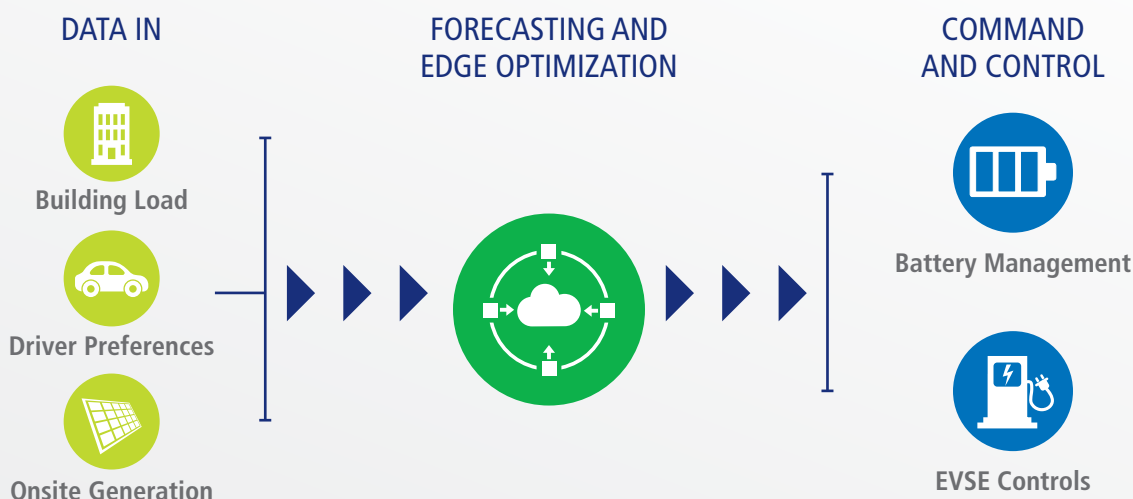 DATA IN
Building Load
Driver Preferences
Onsite Generation
FORECASTING AND
EDGE OPTIMIZATION
COMMAND
AND CONTROL
Battery Management
EVSE Controls